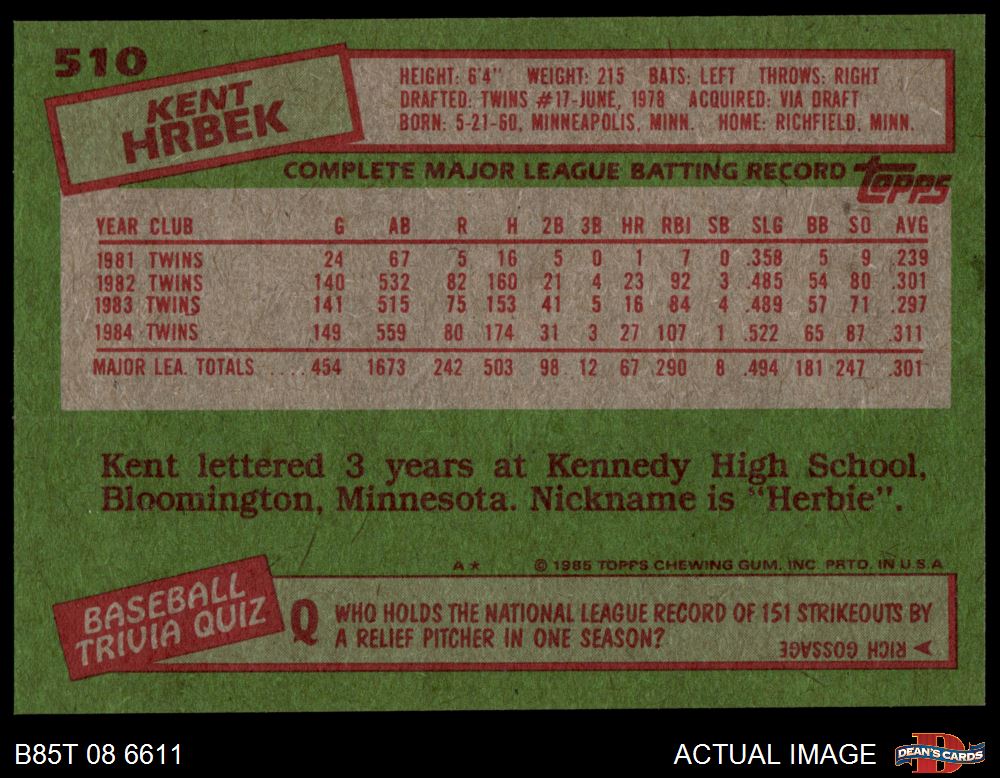 510
KENT
HRBEK
HEIGHT: 6'4" WEIGHT: 215 BATS: LEFT THROWS: RIGHT
DRAFTED: TWINS #17-JUNE, 1978 ACQUIRED: VIA DRAFT
BORN: 5-21-60, MINNEAPOLIS, MINN. HOME: RICHFIELD, MINN.
COMPLETE MAJOR LEAGUE BATTING RECORD topps
YEAR CLUB G AB R H 2B 3B HR RBI SB SLG BB SO AVG
1981 TWINS 24 67 5 16 5 0 1 7 0 .358 5 9 .239
1982 TWINS 140 532 82 160 21 4 23 92 3 .485 54 80 .301
1983 TWINS 141 515 75 153 41 5 16 84 4 .489 57 71 .297
1984 TWINS 149 559 80 174 31 3 27 107 1 .522 65 87 .311
MAJOR LEA. TOTALS ....454 1673 242 503 98 12 67 290 8 .494 181 247 .301
Kent lettered 3 years at Kennedy High School,
Bloomington, Minnesota. Nickname is "Herbie".
A* © 1985 TOPPS CHEWING GUM, INC. PRTD. IN U.S.A
BASEBALL
TRIVIA QUIZ
Q WHO HOLDS THE NATIONAL LEAGUE RECORD OF 151 STRIKEOUTS BY
A RELIEF PITCHER IN ONE SEASON?
RICH GOSSAGE
B85T 08 6611
ACTUAL IMAGE
DEAN'S CARDS